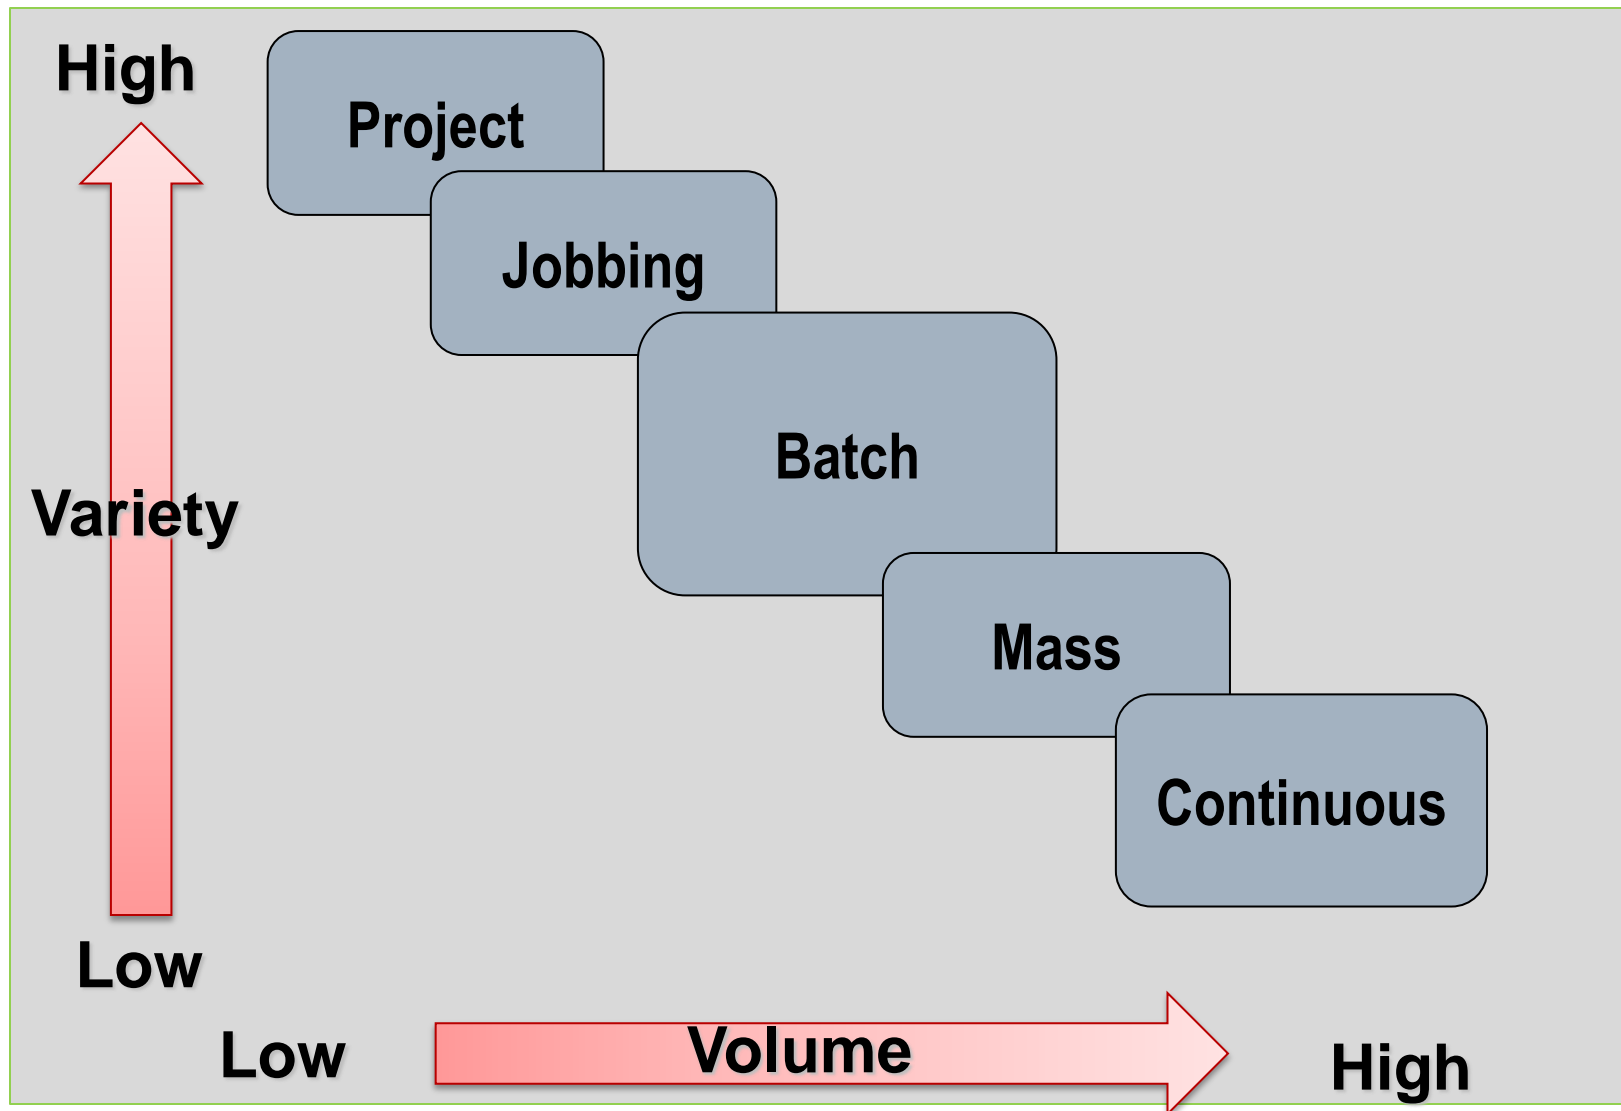 High
Project
Jobbing
Batch
Variety
Mass
Continuous
Low
Low
Volume
High